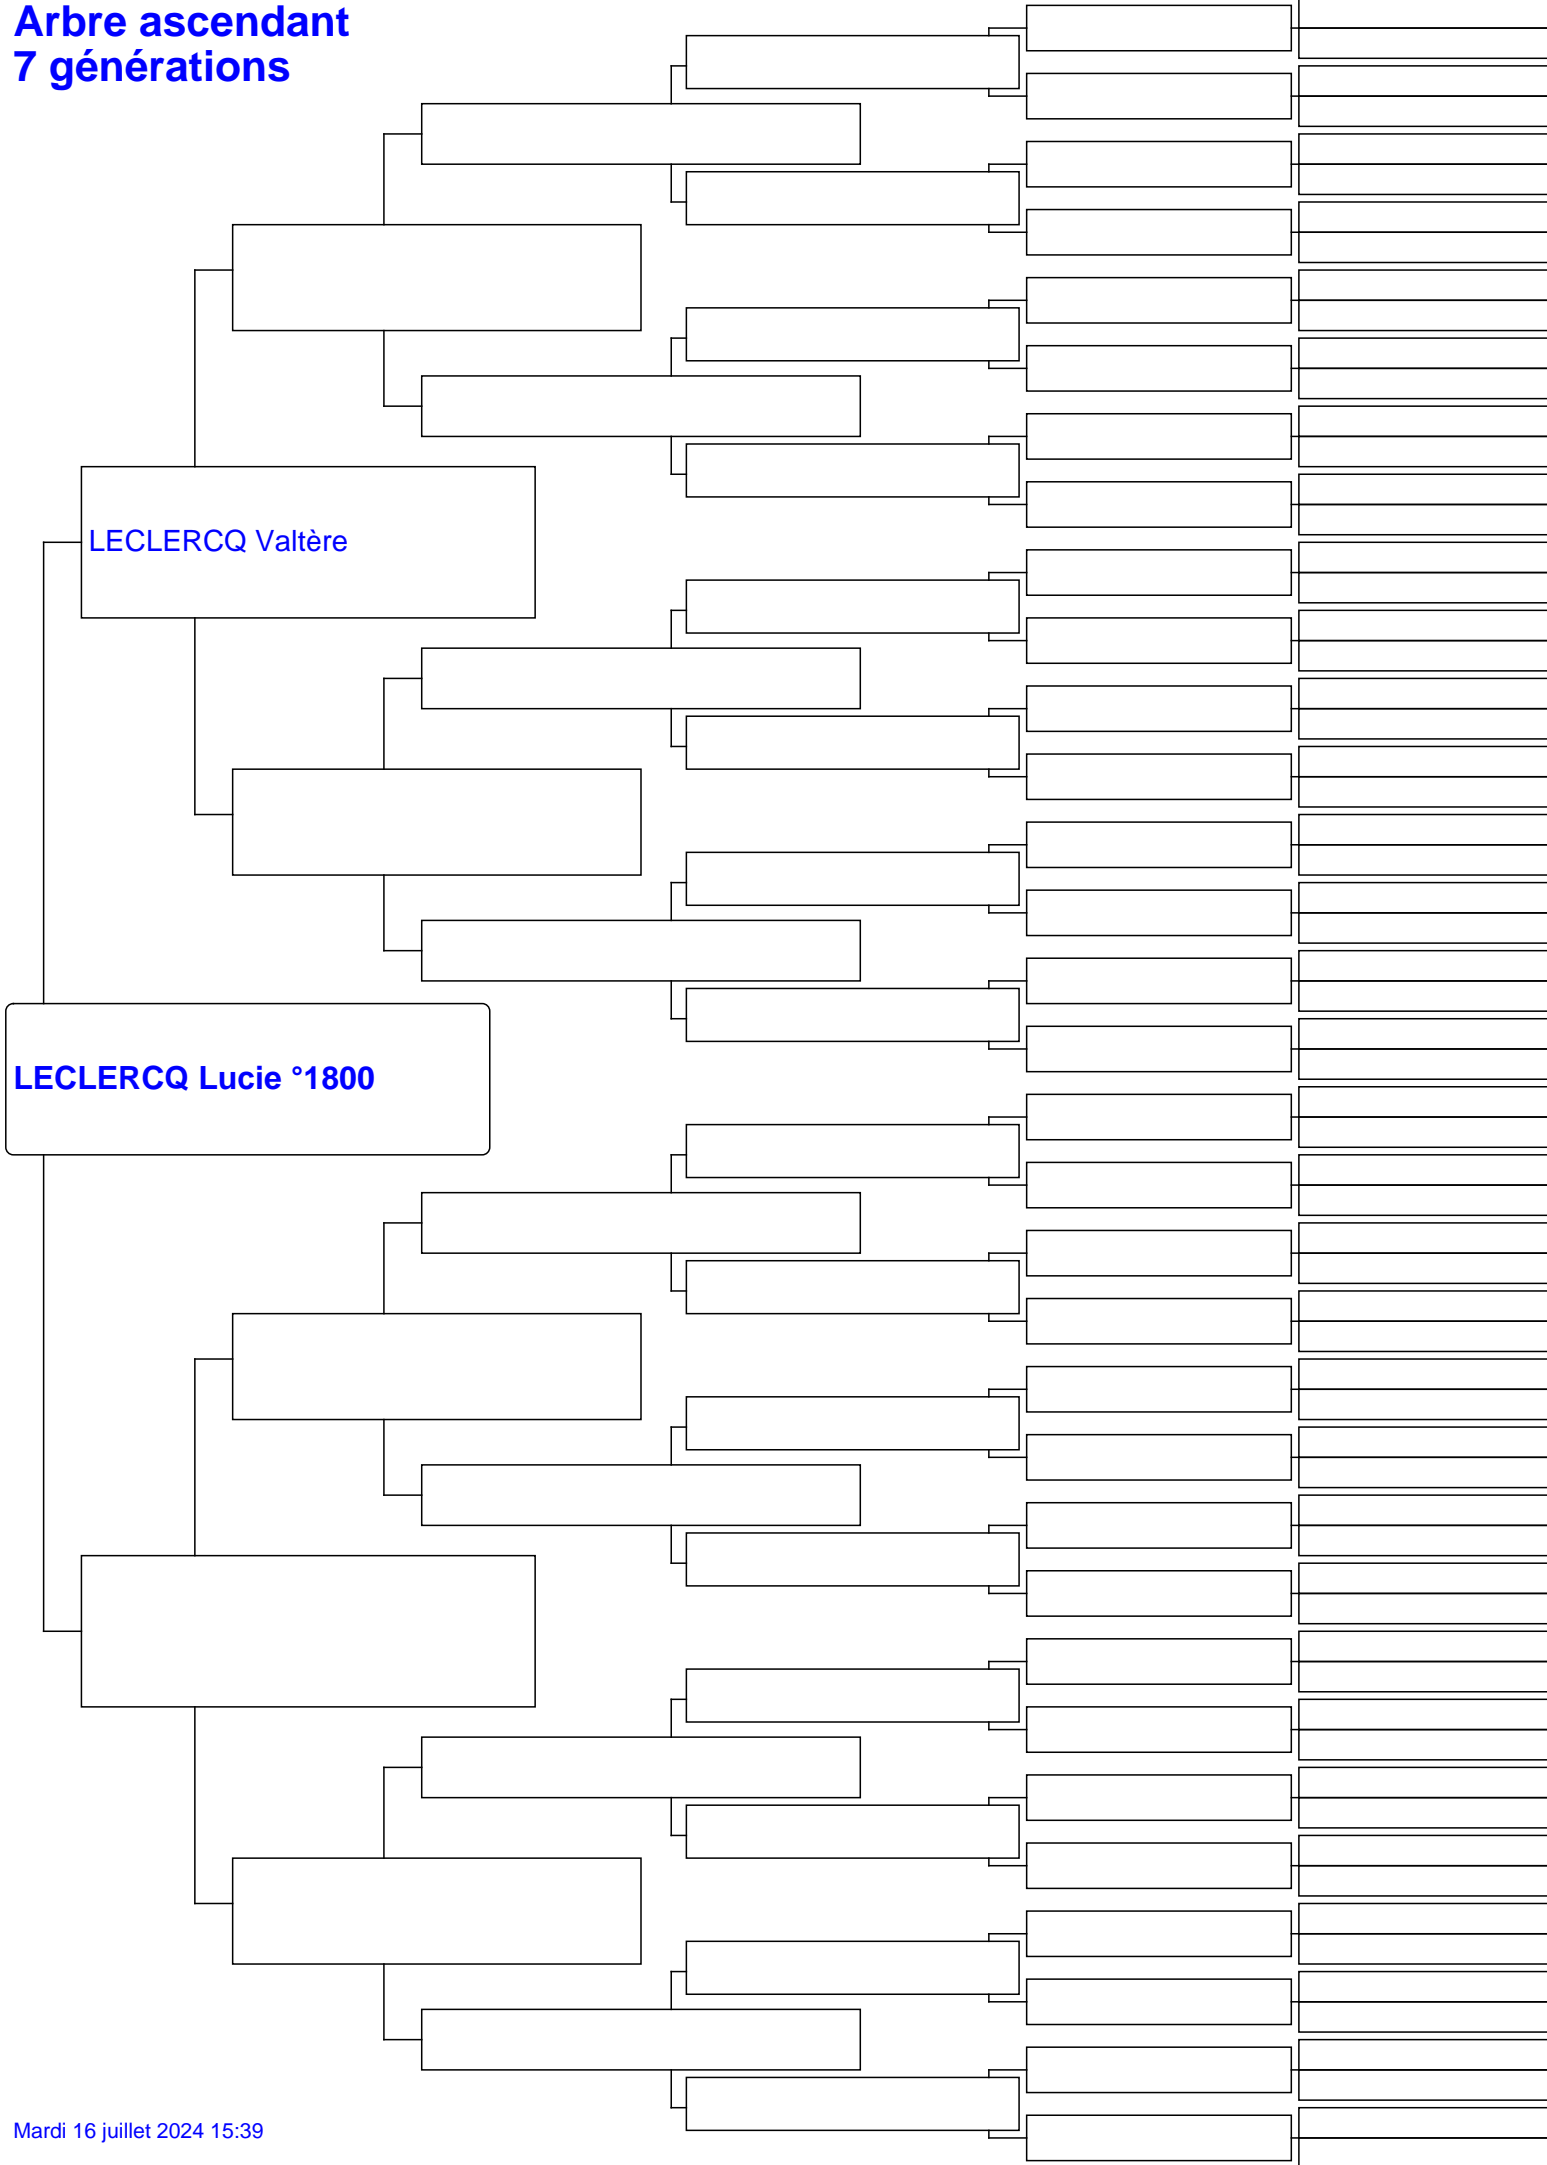 Arbre ascendant
7 générations
LECLERCQ Valtère
LECLERCQ Lucie °1800
Mardi 16 juillet 2024 15:39